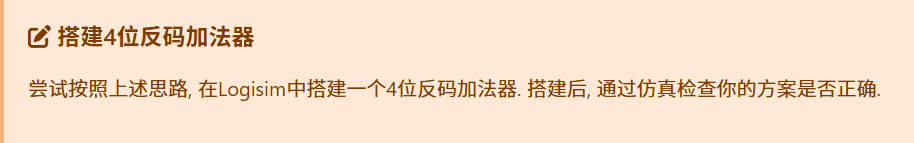 搭建4位反码加法器
尝试按照上述思路, 在Logisim中搭建一个4位反码加法器. 搭建后, 通过仿真检查你的方案是否正确.